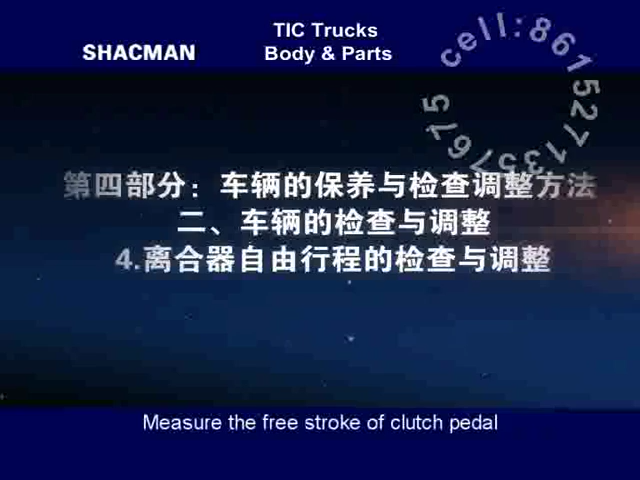 SHACMAN
TIC Trucks
Body & Parts
cell:8615271357675
第四部分：车辆的保养与检查调整方法
二、车辆的检查与调整
4.离合器自由行程的检查与调整
Measure the free stroke of clutch pedal